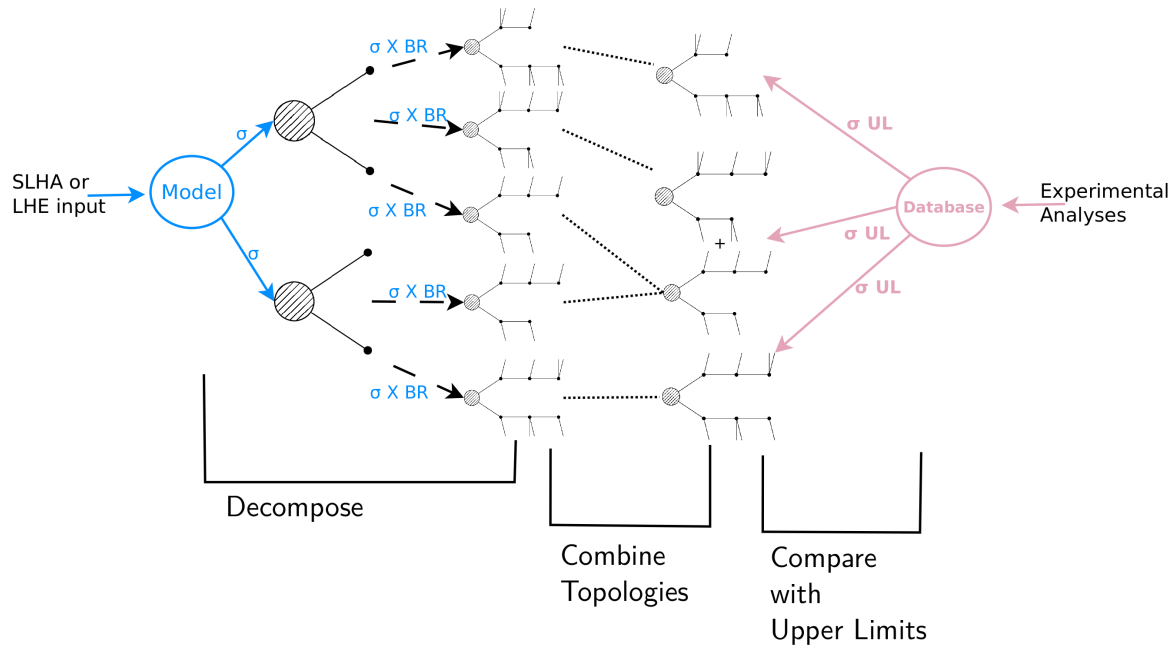 σ X BR
σ X BR
σ UL
σ
SLHA or
LHE input
Model
Experimental
Analyses
Database
σ X BR
σ UL
+
σ
σ X BR
σ UL
σ X BR
Decompose
Combine
Topologies
Compare
with
Upper Limits